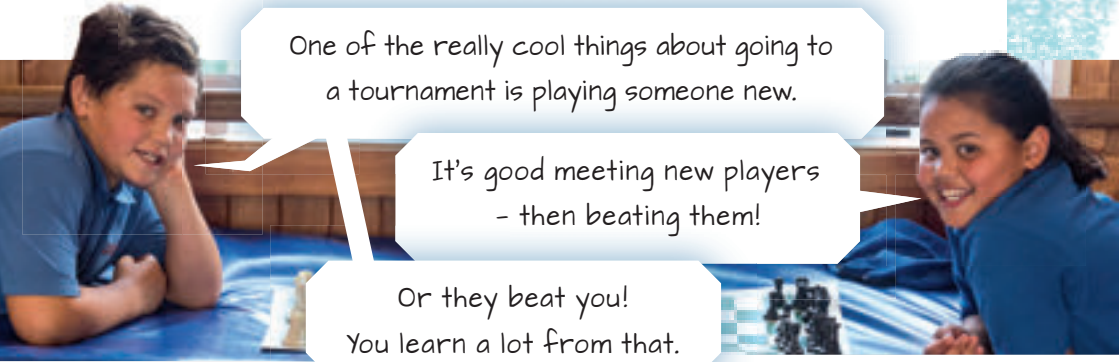 One of the really cool things about going to
a tournament is playing someone new.
It's good meeting new players
– then beating them!
Or they beat you!
You learn a lot from that.